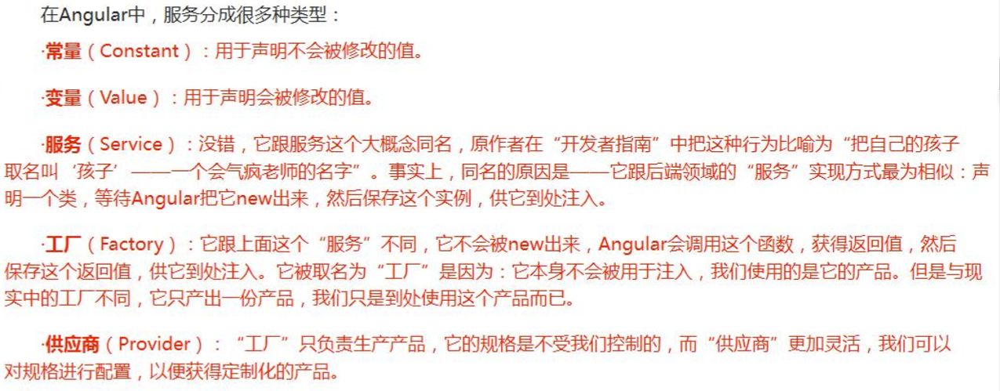 在Angular中，服务分成很多种类型：
·常量（Constant）：用于声明不会被修改的值。
·变量（Value）：用于声明会被修改的值。
·服务（Service）：没错，它跟服务这个大概念同名，原作者在“开发者指南”中把这种行为比喻为“把自己的孩子
取名叫‘孩子’——一个会气疯老师的名字”。事实上，同名的原因是——它跟后端领域的“服务”实现方式最为相似：声
明一个类，等待Angular把它new出来，然后保存这个实例，供它到处注入。
·工厂（Factory）：它跟上面这个“服务”不同，它不会被new出来，Angular会调用这个函数，获得返回值，然后
保存这个返回值，供它到处注入。它被取名为“工厂”是因为：它本身不会被用于注入，我们使用的是它的产品。但是与现
实中的工厂不同，它只产出一份产品，我们只是到处使用这个产品而已。
·供应商（Provider）：“工厂”只负责生产产品，它的规格是不受我们控制的，而“供应商”更加灵活，我们可以
对规格进行配置，以便获得定制化的产品。